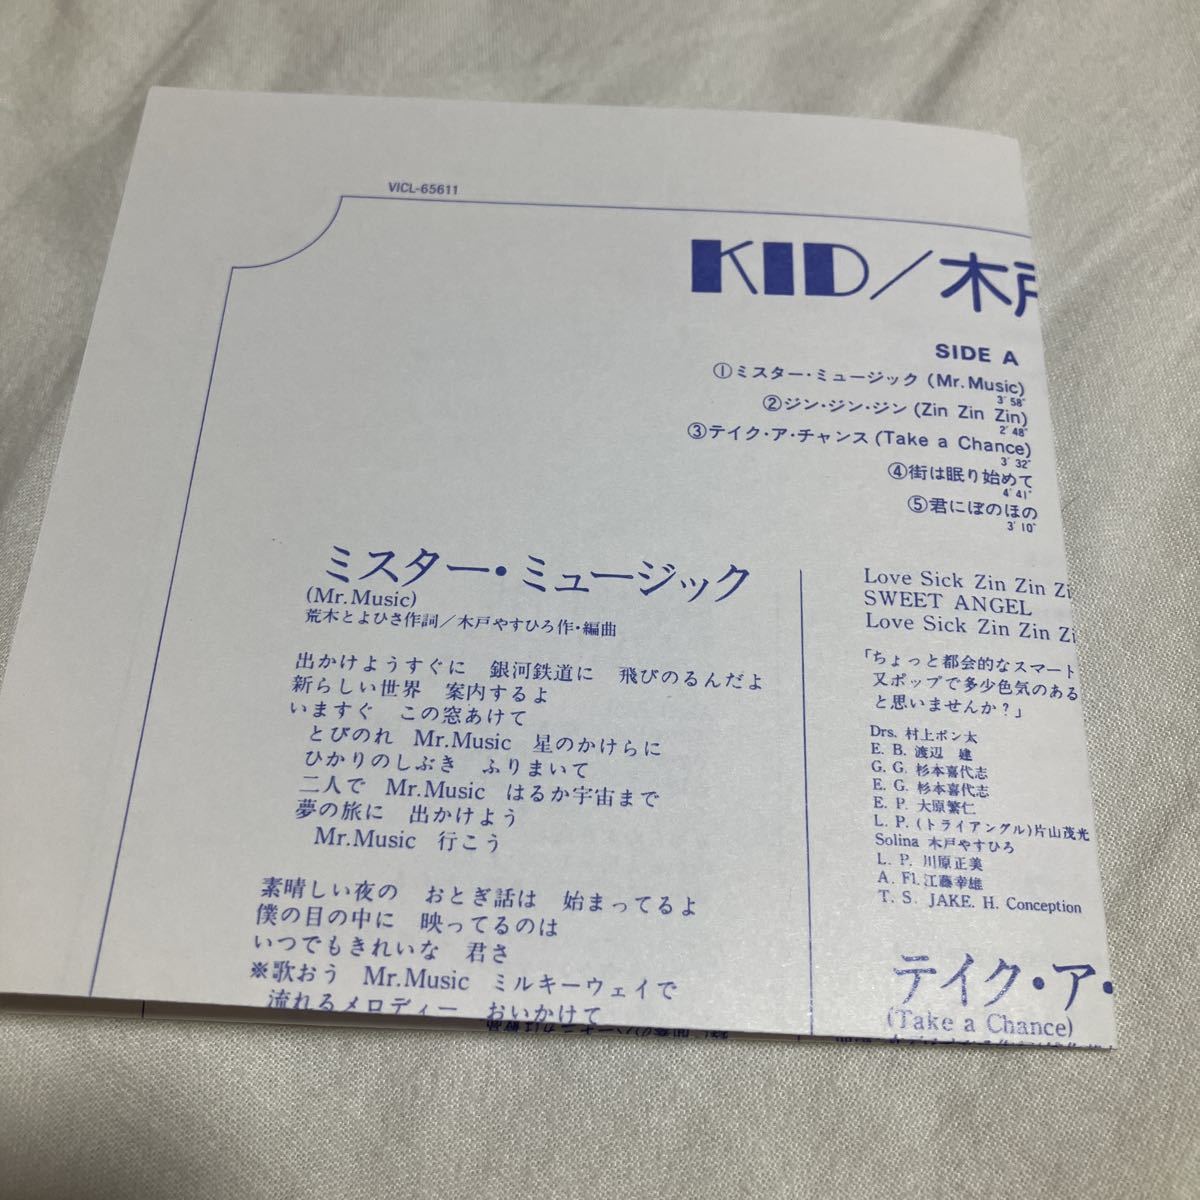 VICL-65611
KID／木戸
SIDE A
①ミスター・ミュージック (Mr. Music)
3′58″
②ジン・ジン・ジン (Zin Zin Zin)
2′48″
③テイク・ア・チャンス (Take a Chance)
3′32″
④街は眠り始めて
4′41″
⑤君にぼのほの
3′10″
ミスター・ミュージック
(Mr. Music)
荒木とよひさ作詞／木戸やすひろ作・編曲
出かけようすぐに　銀河鉄道に　飛びのるんだよ
新らしい世界　案内するよ
いますぐ　この窓あけて
とびのれ　Mr. Music　星のかけらに
ひかりのしぶき　ふりまいて
二人で　Mr. Music　はるか宇宙まで
夢の旅に　出かけよう
Mr. Music　行こう
素晴しい夜の　おとぎ話は　始まってるよ
僕の目の中に　映ってるのは
いつでもきれいな　君さ
※歌おう　Mr. Music　ミルキーウェイで
流れるメロディー　おいかけて
Love Sick Zin Zin Zi
SWEET ANGEL
Love Sick Zin Zin Zi
「ちょっと都会的なスマート
又ポップで多少色気のある
と思いませんか？」
Drs. 村上ポン太
E. B. 渡辺　建
G. G. 杉本喜代志
E. G. 杉本喜代志
E. P. 大原繁仁
L. P. (トライアングル) 片山茂光
Solina 木戸やすひろ
L. P. 川原正美
A. Fl. 江藤幸雄
T. S. JAKE. H. Conception
テイク・ア・
(Take a Chance)